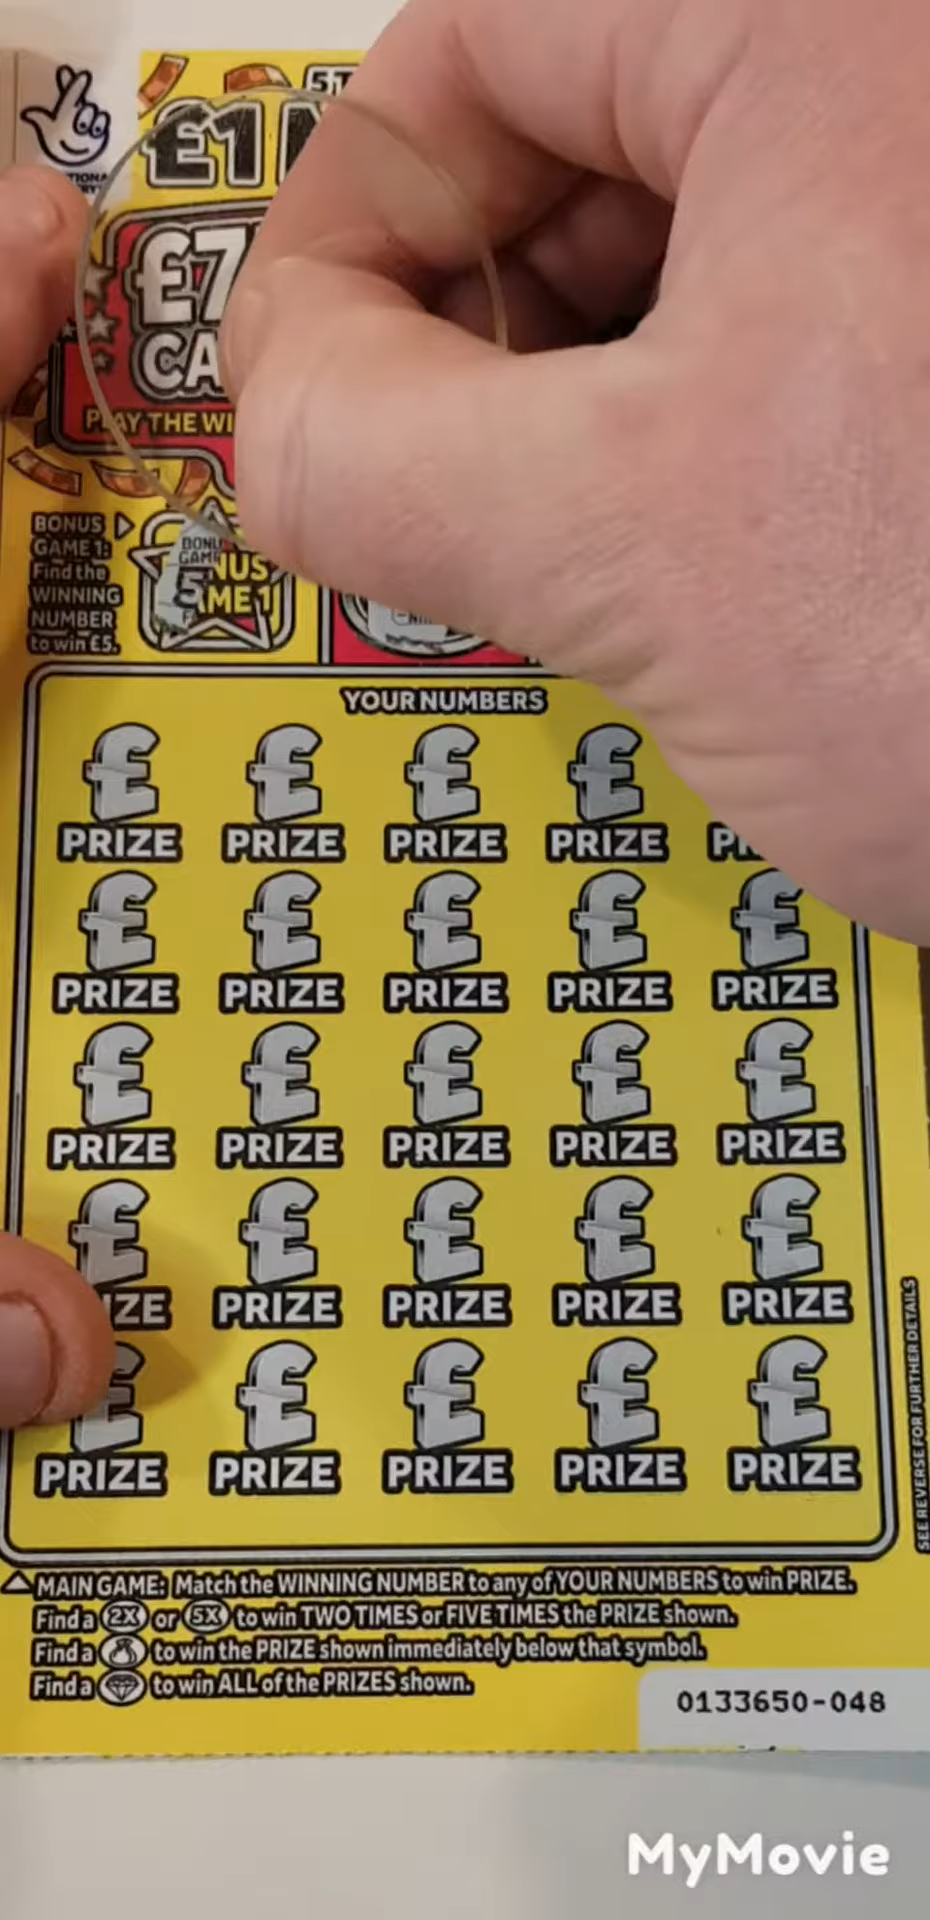 £1
£7
CA
PLAY THE WI
BONUS
GAME 1:
Find the
WINNING
NUMBER
to win £5.
YOUR NUMBERS
£ £ £ £
PRIZE PRIZE PRIZE PRIZE
£ £ £ £ £
PRIZE PRIZE PRIZE PRIZE PRIZE
£ £ £ £ £
PRIZE PRIZE PRIZE PRIZE PRIZE
£ £ £ £ £
ZE PRIZE PRIZE PRIZE PRIZE
£ £ £ £ £
PRIZE PRIZE PRIZE PRIZE PRIZE
MAIN GAME: Match the WINNING NUMBER to any of YOUR NUMBERS to win PRIZE.
Find a 2X or 5X to win TWO TIMES or FIVE TIMES the PRIZE shown.
Find a to win the PRIZE shown immediately below that symbol.
Find a to win ALL of the PRIZES shown.
SEE REVERSE FOR FURTHER DETAILS
0133650-048
MyMovie